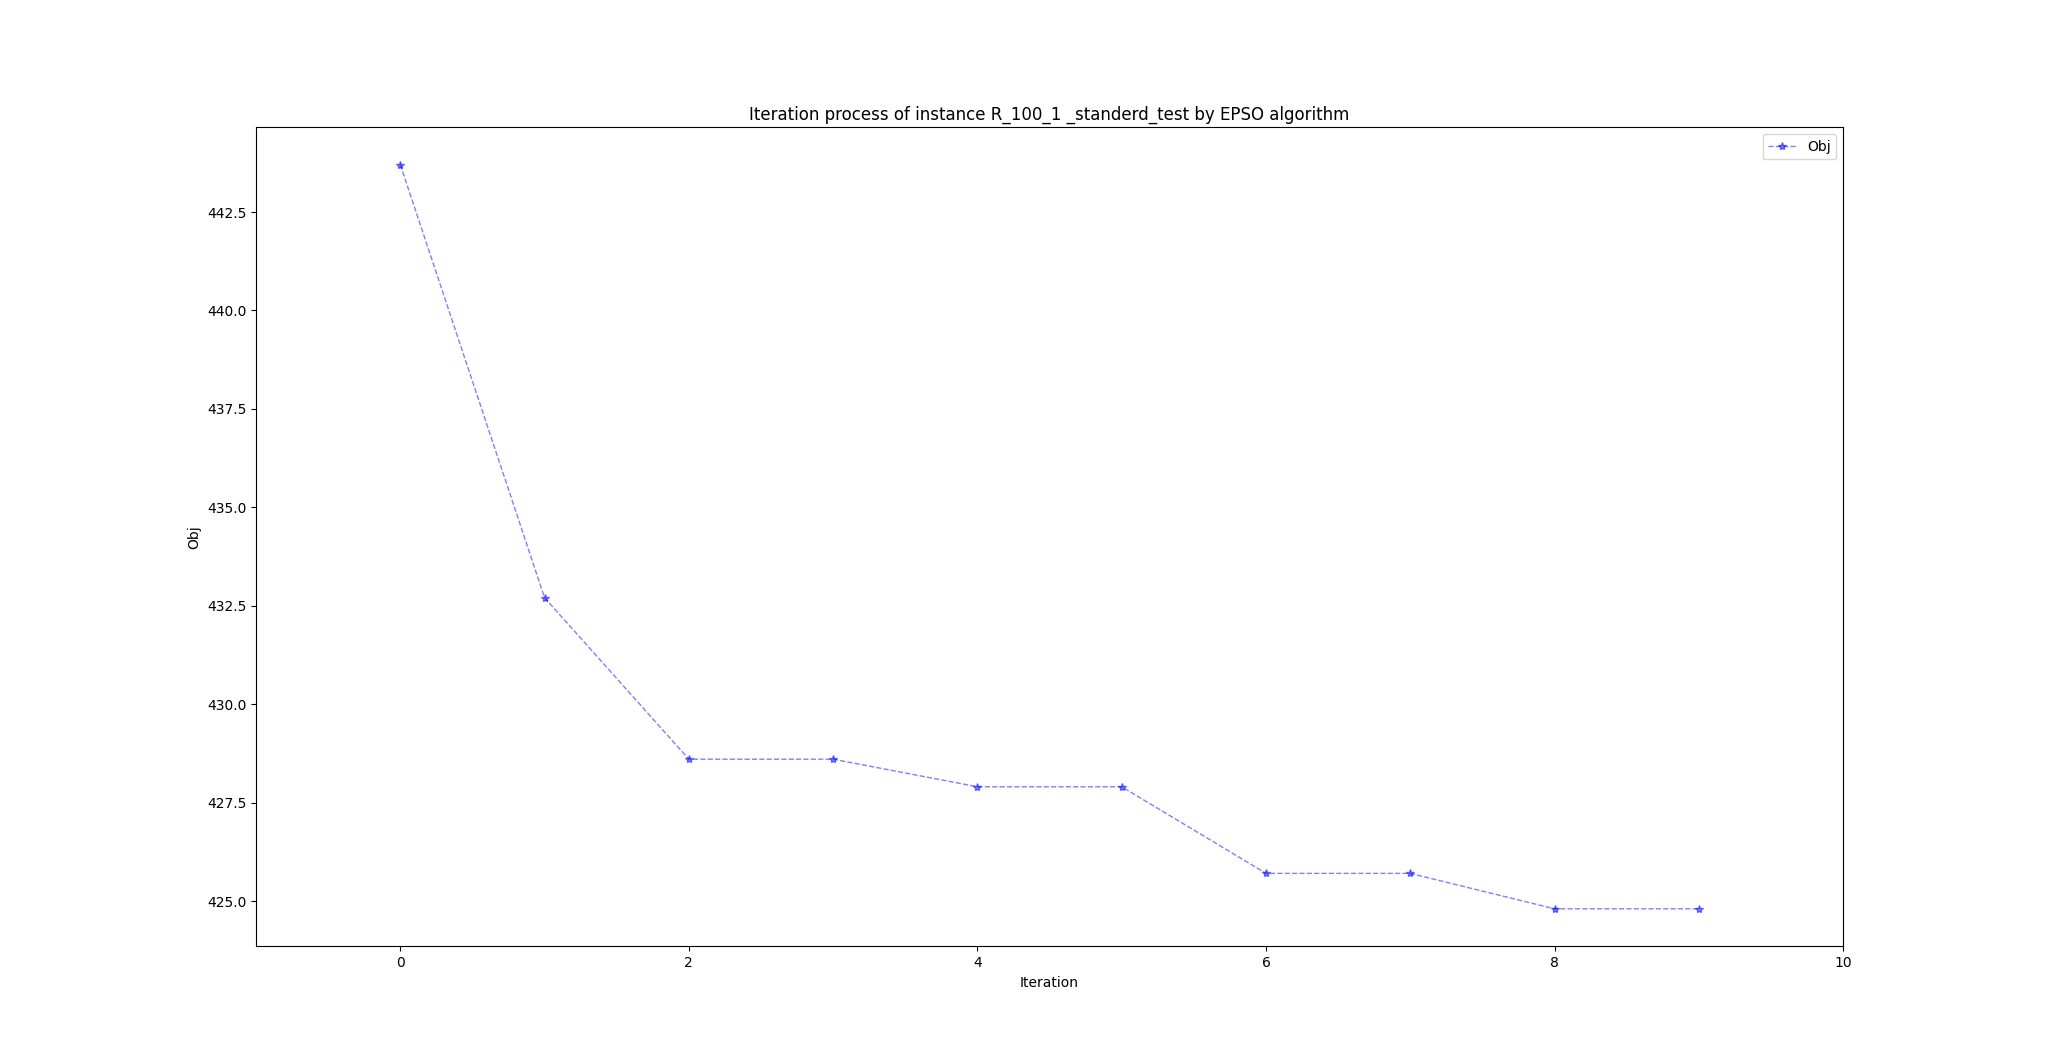 Iteration process of instance R_100_1 _standerd_test by EPSO algorithm
Obj
442.5
440.0
437.5
435.0
432.5
430.0
427.5
425.0
Obj
0 2 4 6 8 10
Iteration